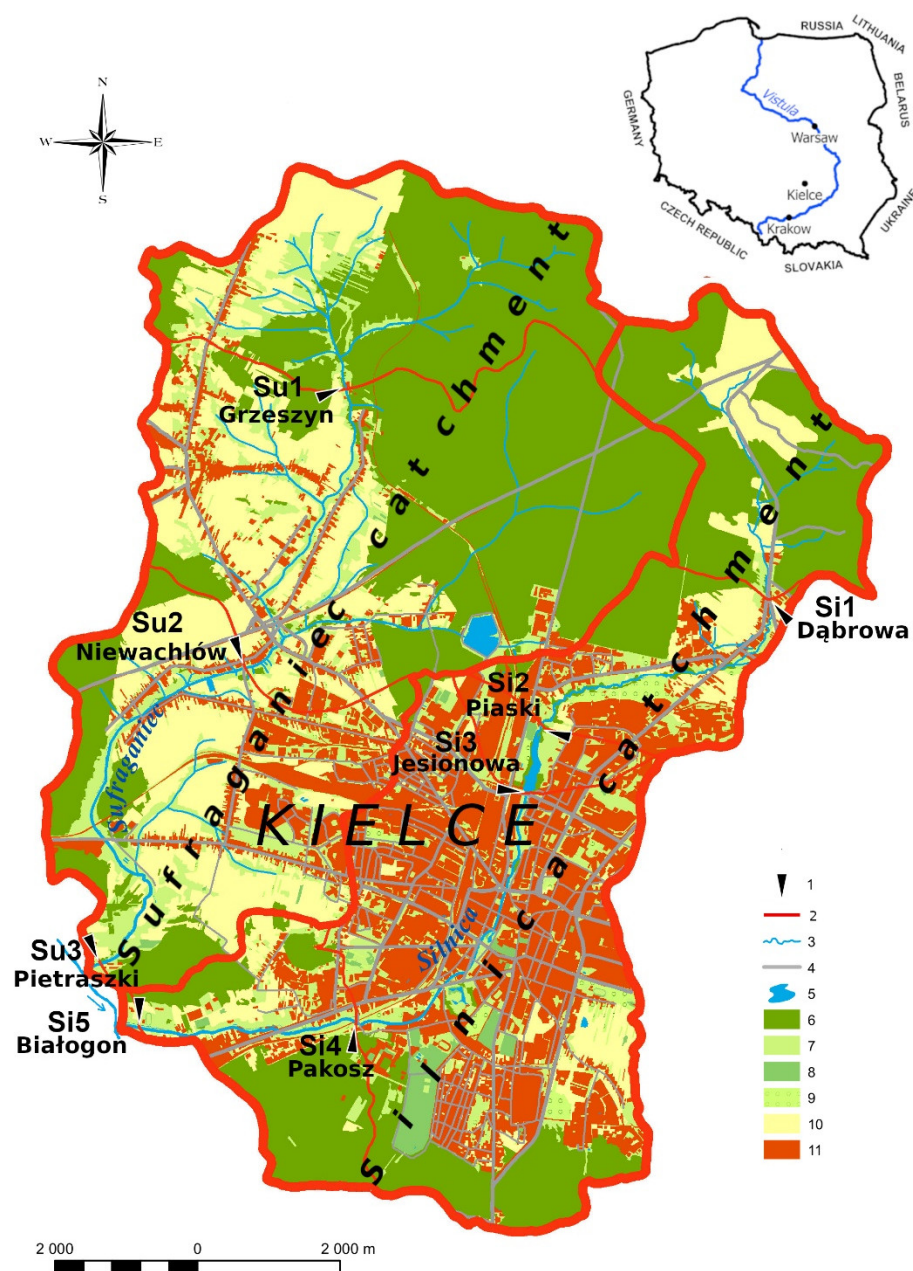 RUSSIA
LITHUANIA
BELARUS
GERMANY
Vistula
Warsaw
Kielce
UKRAINE
CZECH REPUBLIC
Krakow
SLOVAKIA
N
W E
S
Su1
Grzeszyn
Sufraganiec catchment
Su2
Niewachlów
Si1
Dąbrowa
Si2
Piaski
Si3
Jesionowa
Sufraganiec
KIELCE
Silnica catchment
Silnica
Su3
Pietraszki
Si5
Białogon
Si4
Pakosz
1
2
3
4
5
6
7
8
9
10
11
2 000 0 2 000 m